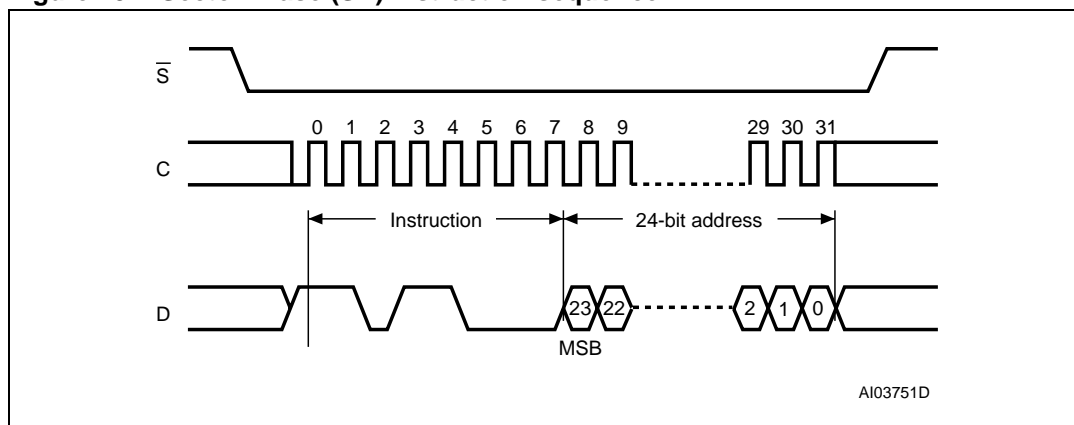 S
0 1 2 3 4 5 6 7 8 9 29 30 31
C
Instruction 24-bit address
D
23 22 2 1 0
MSB
AI03751D